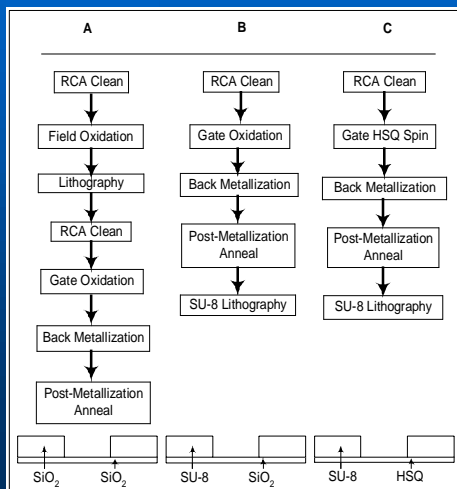 A
B
C
RCA Clean
Field Oxidation
Lithography
RCA Clean
Gate Oxidation
Back Metallization
Post-Metallization
Anneal
SiO2
SiO2
RCA Clean
Gate Oxidation
Back Metallization
Post-Metallization
Anneal
SU-8 Lithography
SU-8
SiO2
RCA Clean
Gate HSQ Spin
Back Metallization
Post-Metallization
Anneal
SU-8 Lithography
SU-8
HSQ